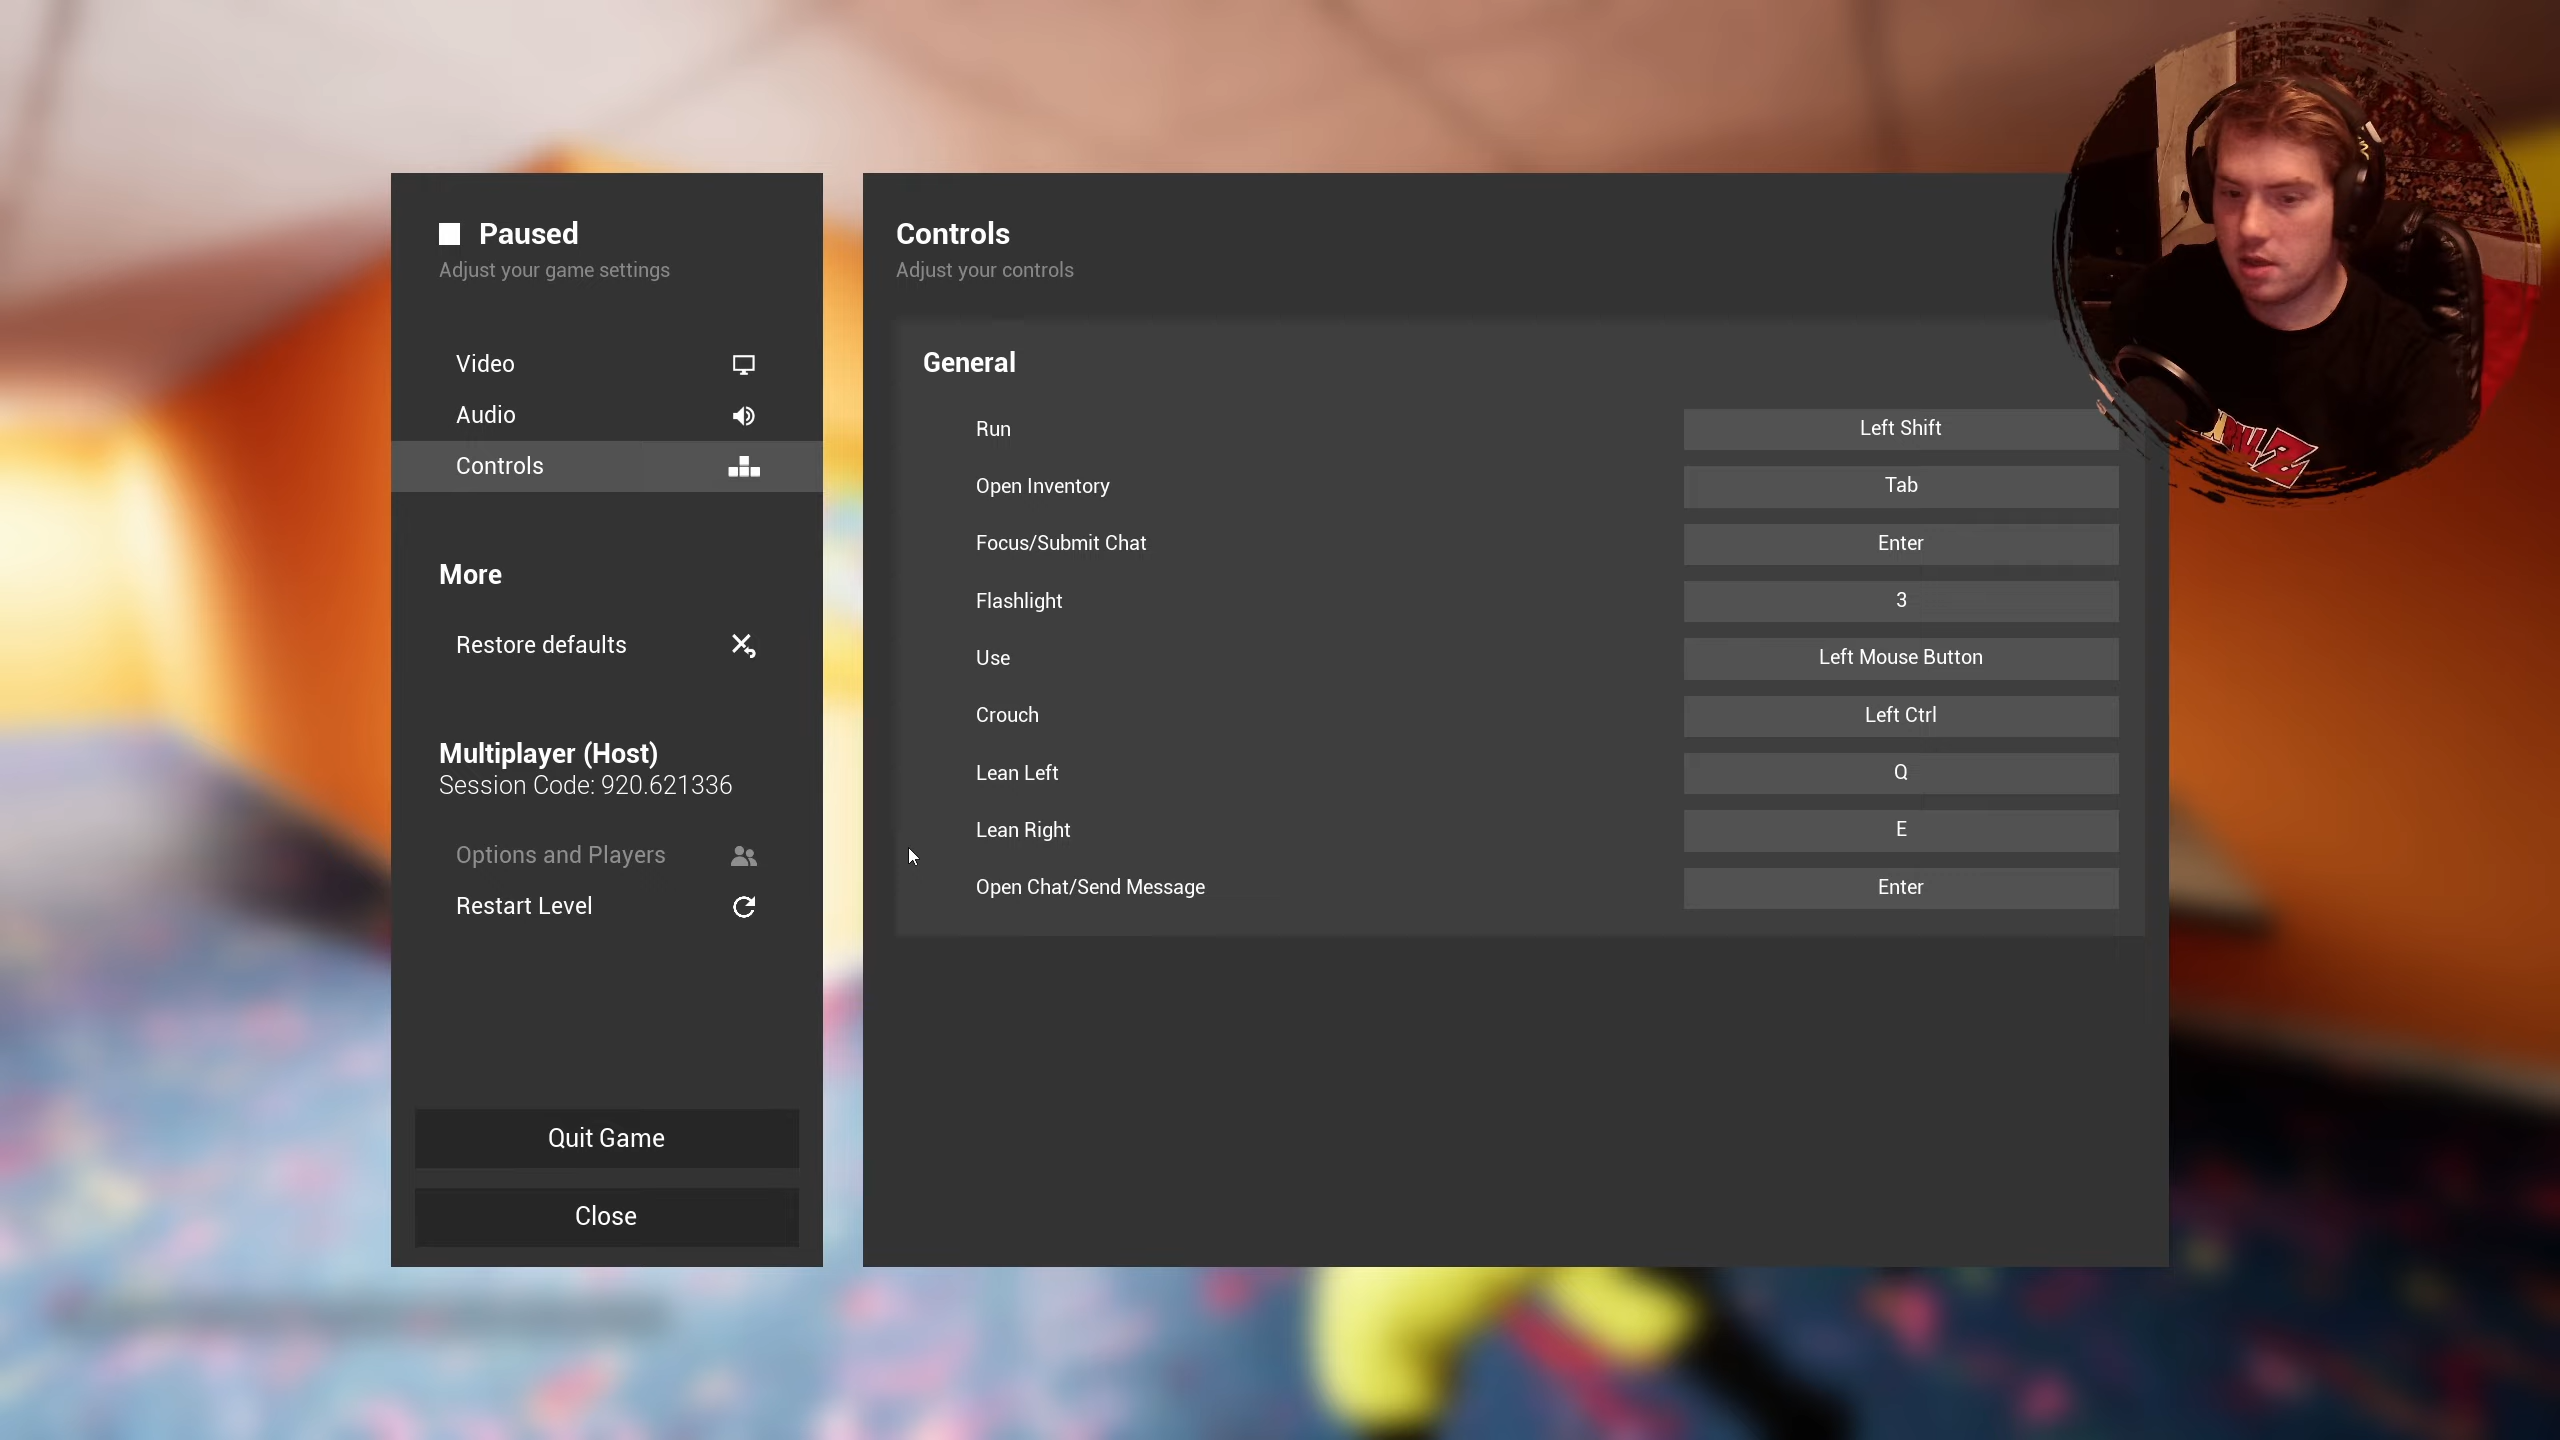 Paused
Adjust your game settings
Video
Audio
Controls
More
Restore defaults
Multiplayer (Host)
Session Code: 920.621336
Options and Players
Restart Level
Quit Game
Close
Controls
Adjust your controls
General
Run Left Shift
Open Inventory Tab
Focus/Submit Chat Enter
Flashlight 3
Use Left Mouse Button
Crouch Left Ctrl
Lean Left Q
Lean Right E
Open Chat/Send Message Enter
Z